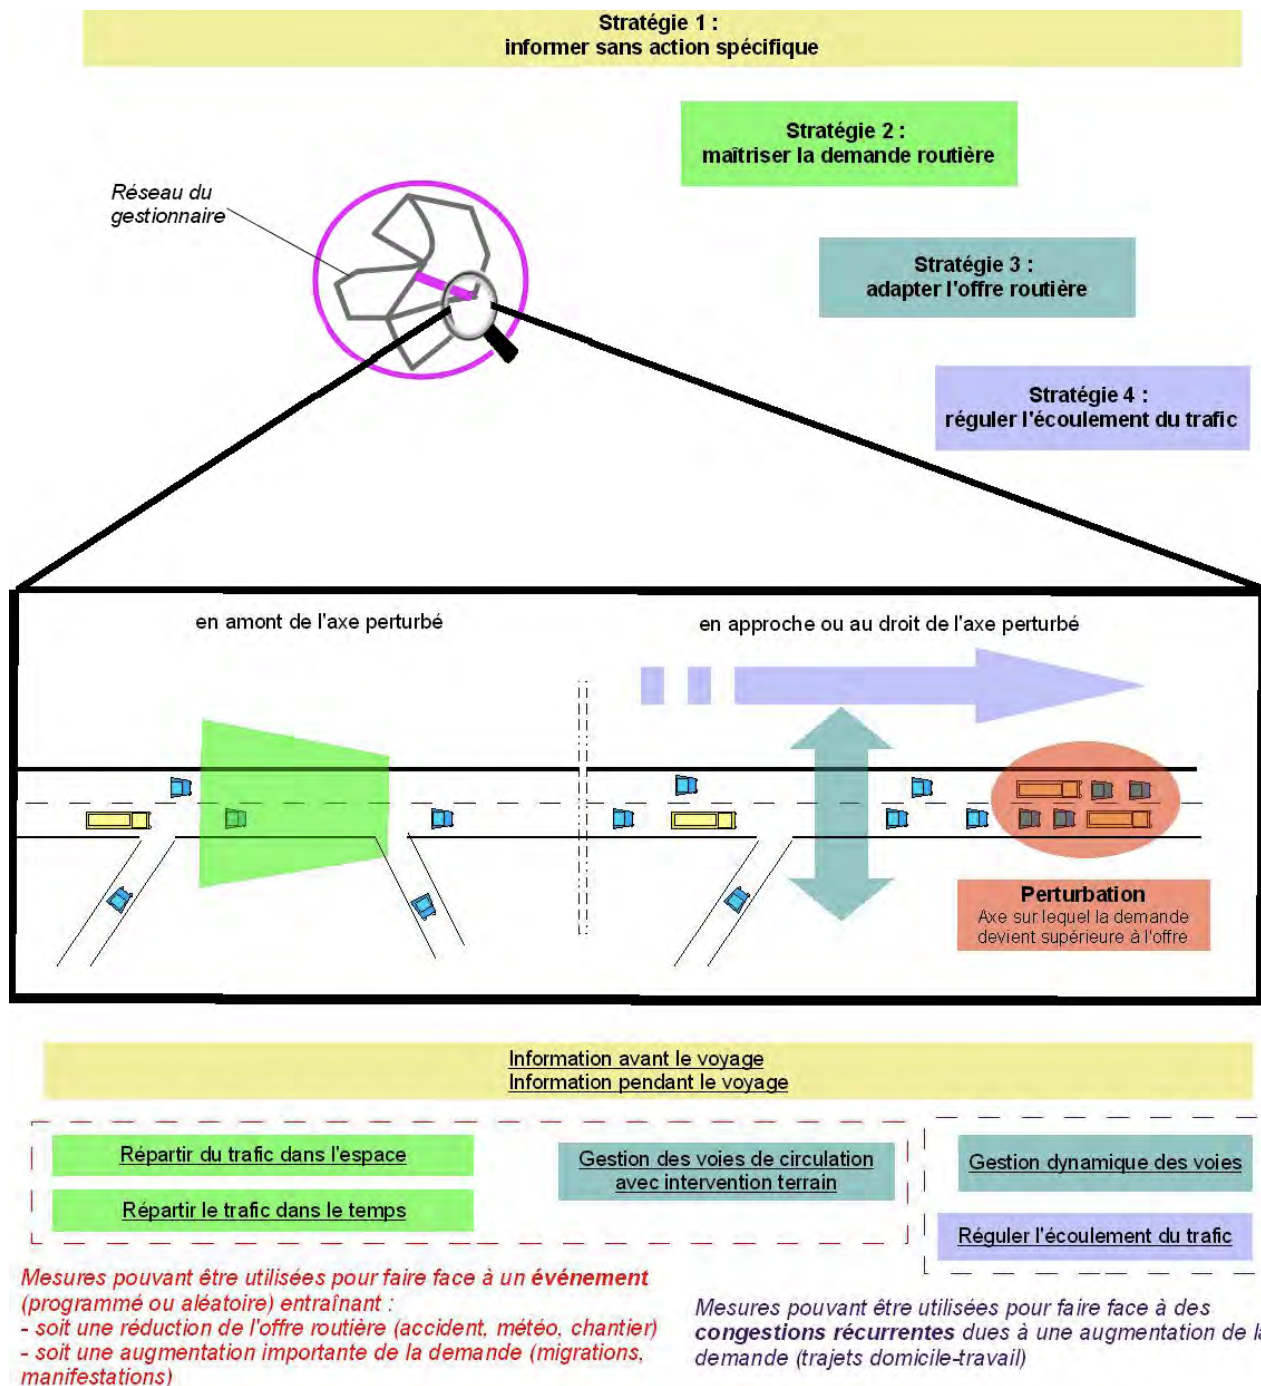 Stratégie 1 :
informer sans action spécifique
Stratégie 2 :
maîtriser la demande routière
Réseau du
gestionnaire
Stratégie 3 :
adapter l'offre routière
Stratégie 4 :
réguler l'écoulement du trafic
en amont de l'axe perturbé
en approche ou au droit de l'axe perturbé
Perturbation
Axe sur lequel la demande
devient supérieure à l'offre
Information avant le voyage
Information pendant le voyage
Répartir du trafic dans l'espace
Répartir le trafic dans le temps
Gestion des voies de circulation
avec intervention terrain
Gestion dynamique des voies
Réguler l'écoulement du trafic
Mesures pouvant être utilisées pour faire face à un événement
(programmé ou aléatoire) entraînant :
- soit une réduction de l'offre routière (accident, météo, chantier)
- soit une augmentation importante de la demande (migrations,
manifestations)
Mesures pouvant être utilisées pour faire face à des
congestions récurrentes dues à une augmentation de la
demande (trajets domicile-travail)